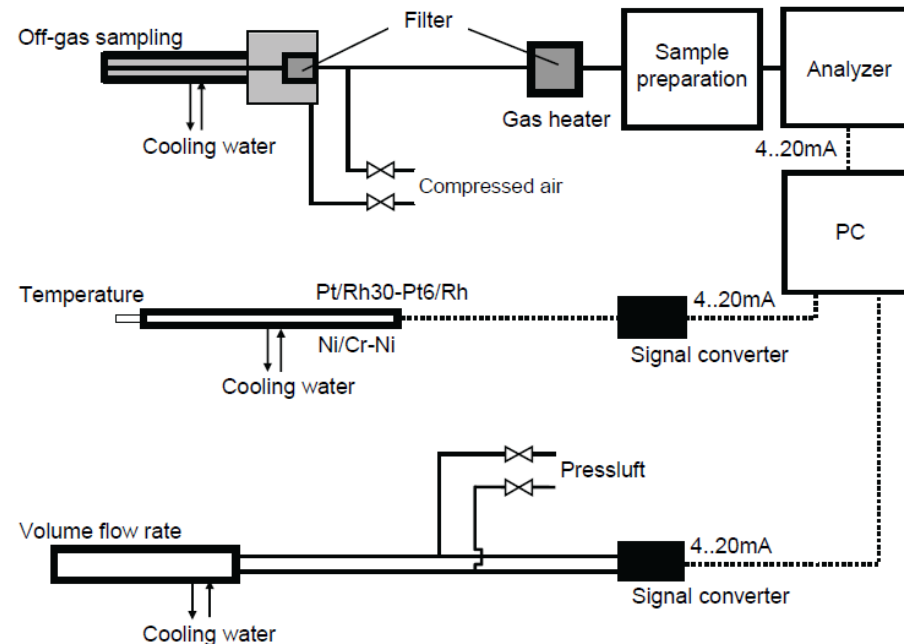 Filter
Off-gas sampling
Sample
preparation
Analyzer
Gas heater
Cooling water
4..20mA
Compressed air
PC
Temperature
Pt/Rh30-Pt6/Rh
4..20mA
Ni/Cr-Ni
Signal converter
Cooling water
Pressluft
Volume flow rate
4..20mA
Signal converter
Cooling water